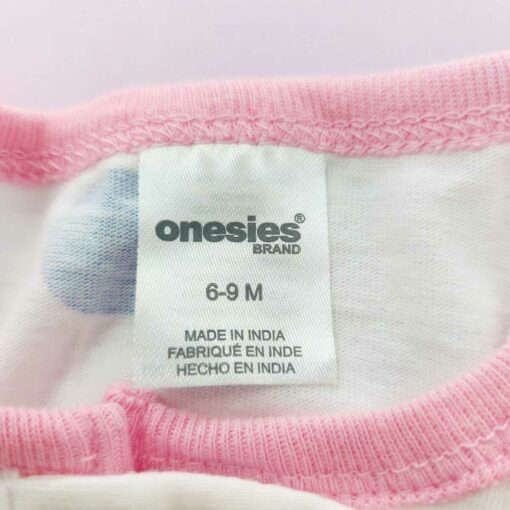 onesies®
BRAND
6-9 M
MADE IN INDIA
FABRIQUÉ EN INDE
HECHO EN INDIA